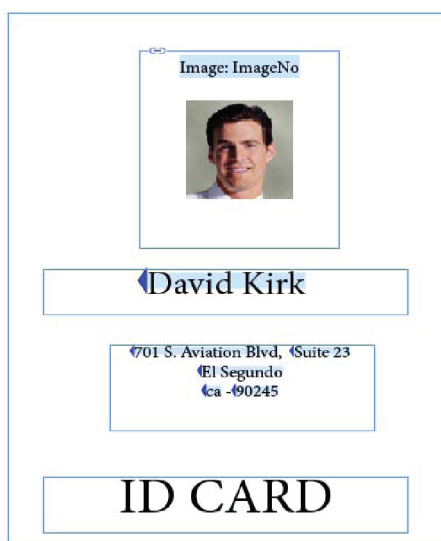 Image: ImageNo
David Kirk
701 S. Aviation Blvd, Suite 23
El Segundo
ca - 90245
ID CARD